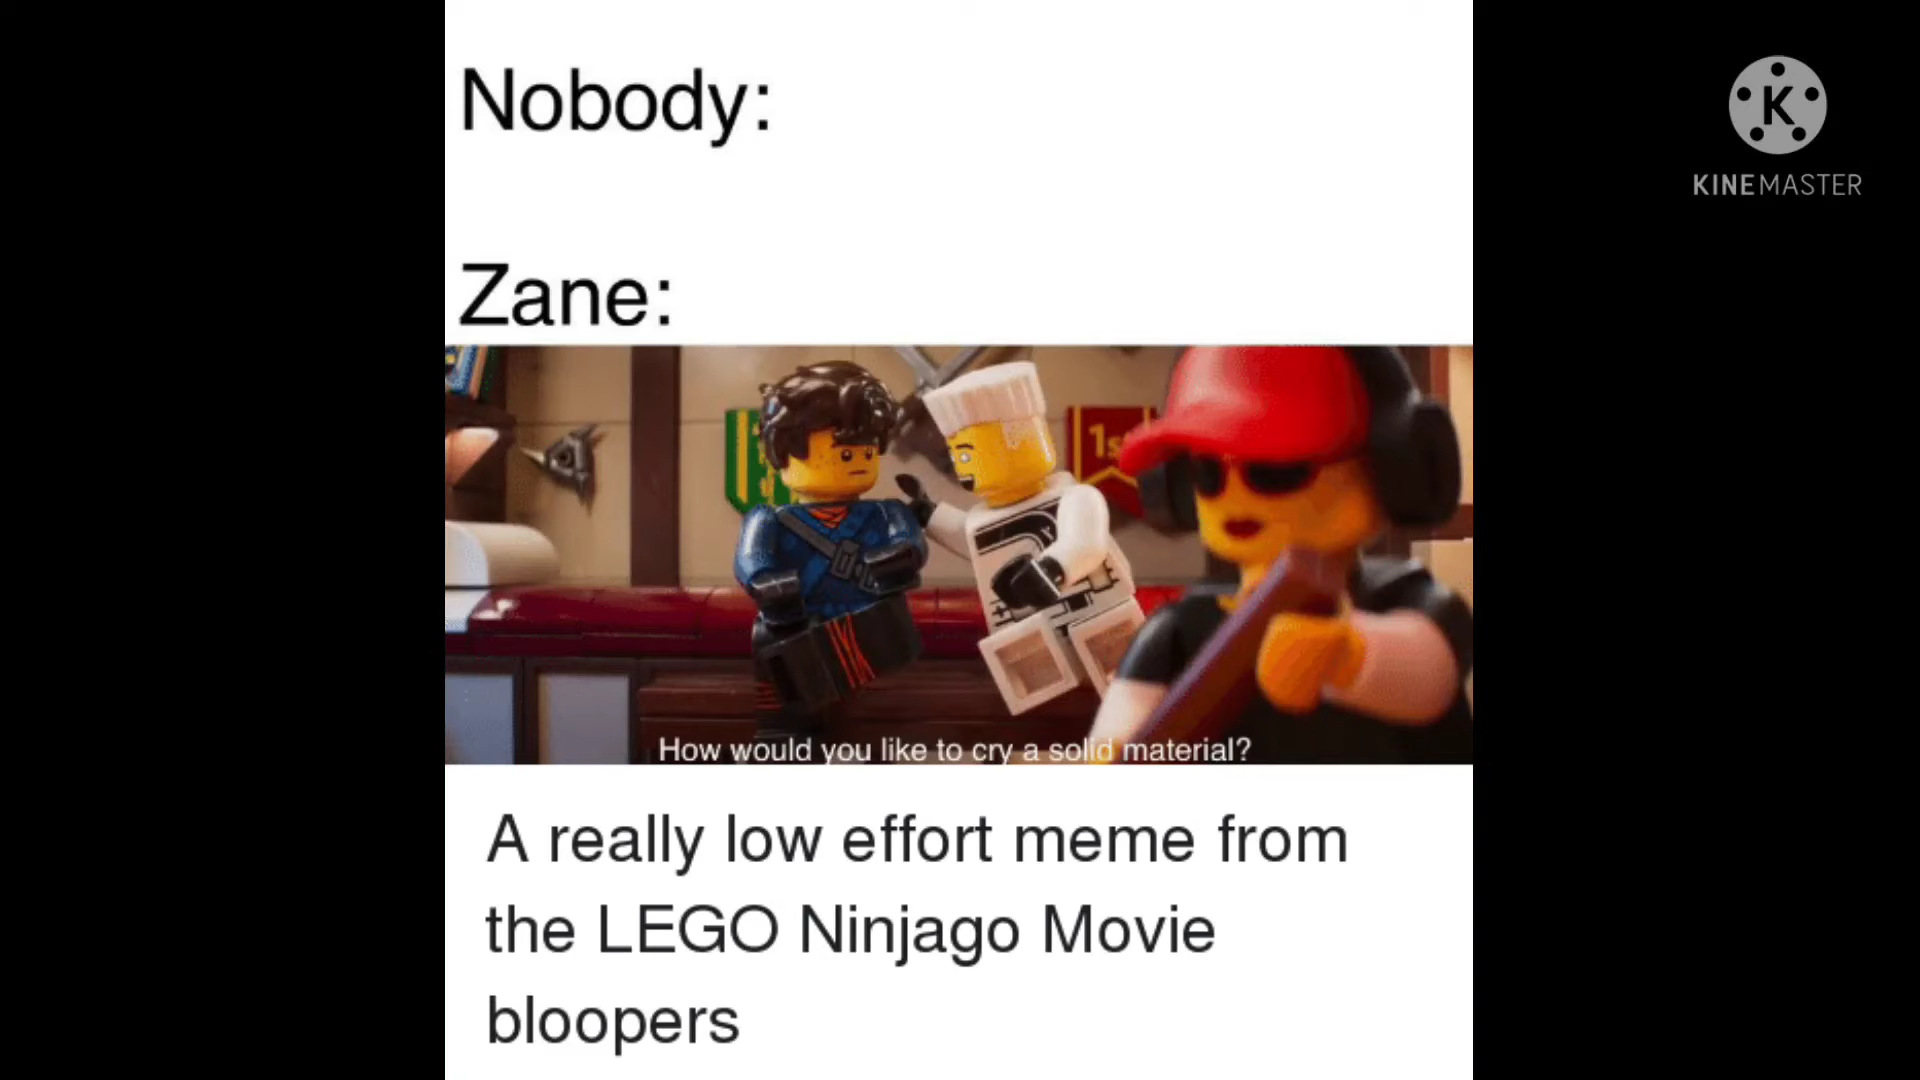 Nobody:
K
KINEMASTER
Zane:
1s
How would you like to cry a solid material?
A really low effort meme from
the LEGO Ninjago Movie
bloopers